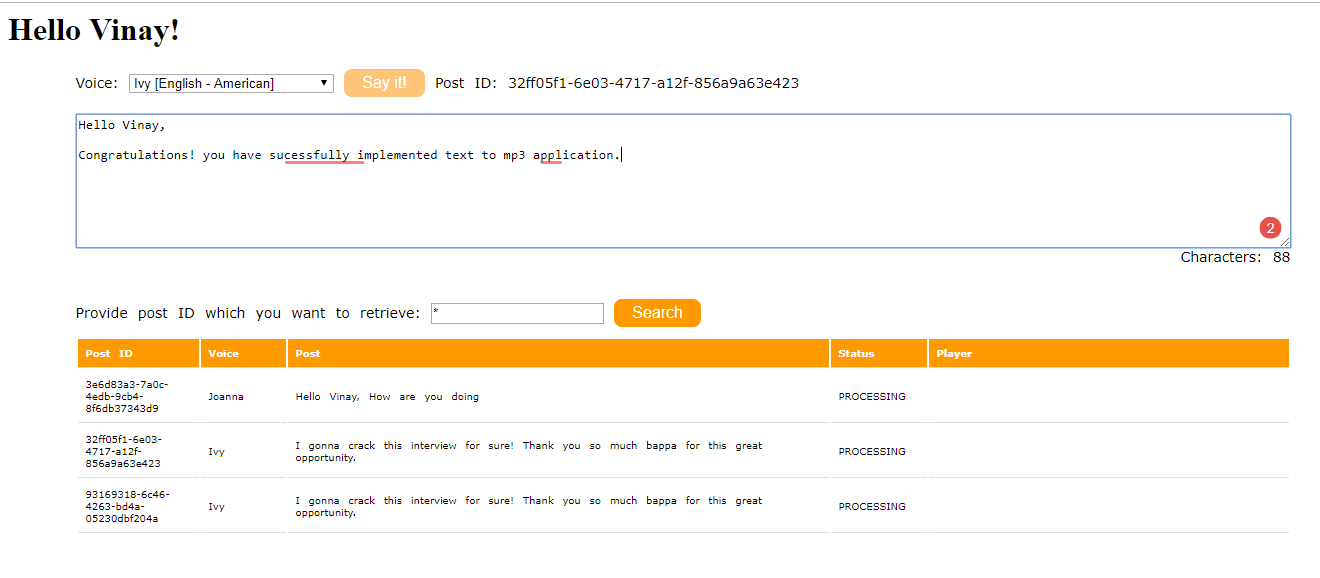 Hello Vinay!
Voice: Ivy [English - American] Say it! Post ID: 32ff05f1-6e03-4717-a12f-856a9a63e423
Hello Vinay,
Congratulations! you have sucessfully implemented text to mp3 application.
2
Characters: 88
Provide post ID which you want to retrieve: * Search
Post ID Voice Post Status Player
3e6d83a3-7a0c-
4edb-9cb4-
8f6db37343d9
Joanna
Hello Vinay, How are you doing
PROCESSING
32ff05f1-6e03-
4717-a12f-
856a9a63e423
Ivy
I gonna crack this interview for sure! Thank you so much bappa for this great
opportunity.
PROCESSING
93169318-6c46-
4263-bd4a-
05230dbf204a
Ivy
I gonna crack this interview for sure! Thank you so much bappa for this great
opportunity.
PROCESSING